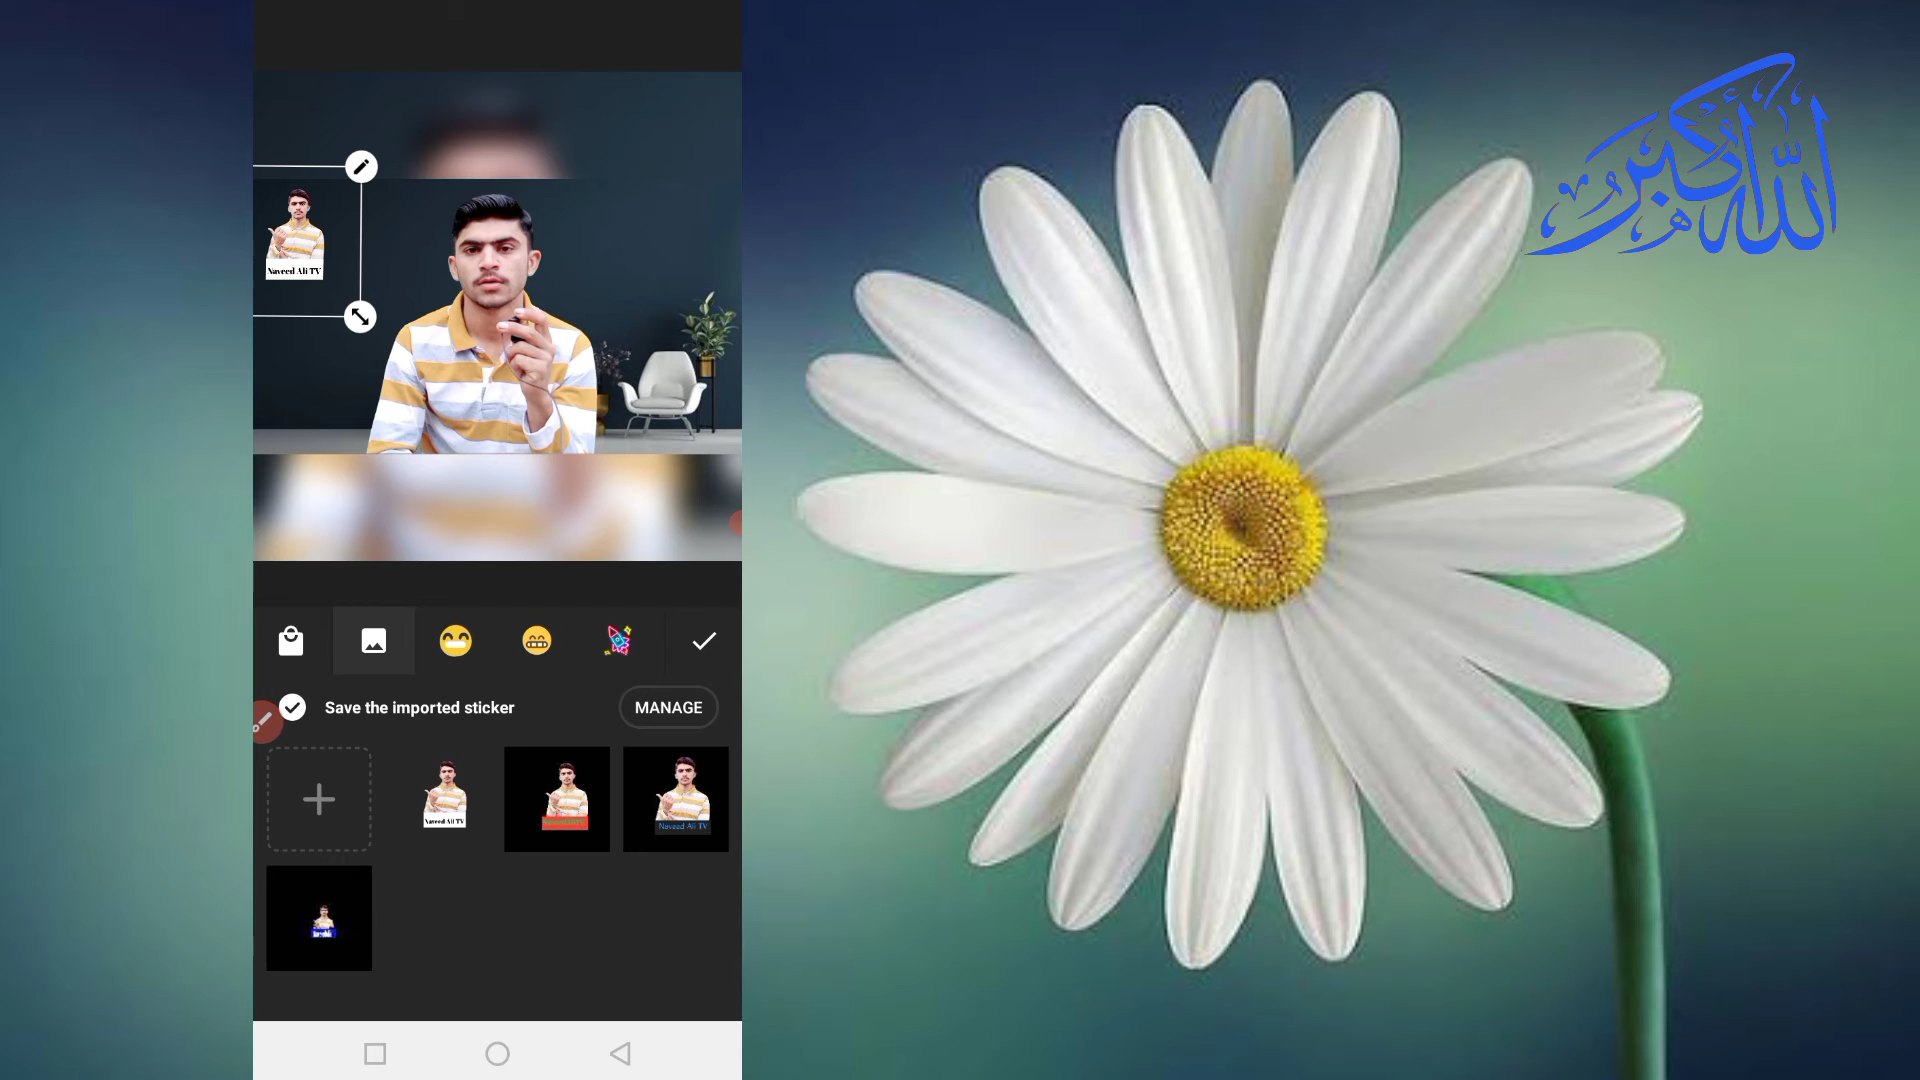 الله أكبر
Naveed Ali TV
Save the imported sticker
MANAGE
Naveed Ali TV
Naveed Ali TV